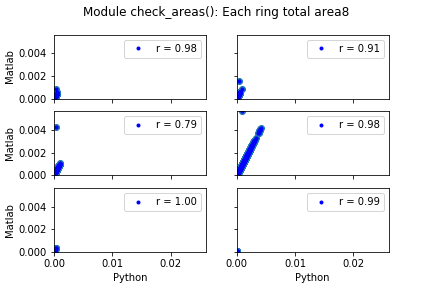 Module check_areas(): Each ring total area8
0.004
0.002
0.000
Matlab
r = 0.98
r = 0.91
0.004
0.002
0.000
Matlab
r = 0.79
r = 0.98
0.004
0.002
0.000
Matlab
r = 1.00
r = 0.99
0.00 0.01 0.02
0.00 0.01 0.02
Python
Python